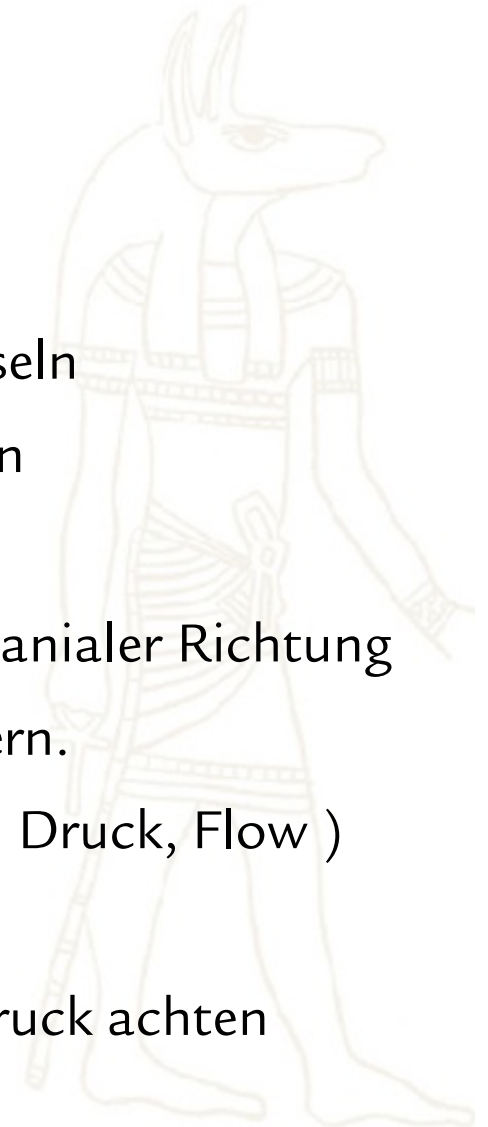 seln
n
anialer Richtung
ern.
Druck, Flow )
ruck achten